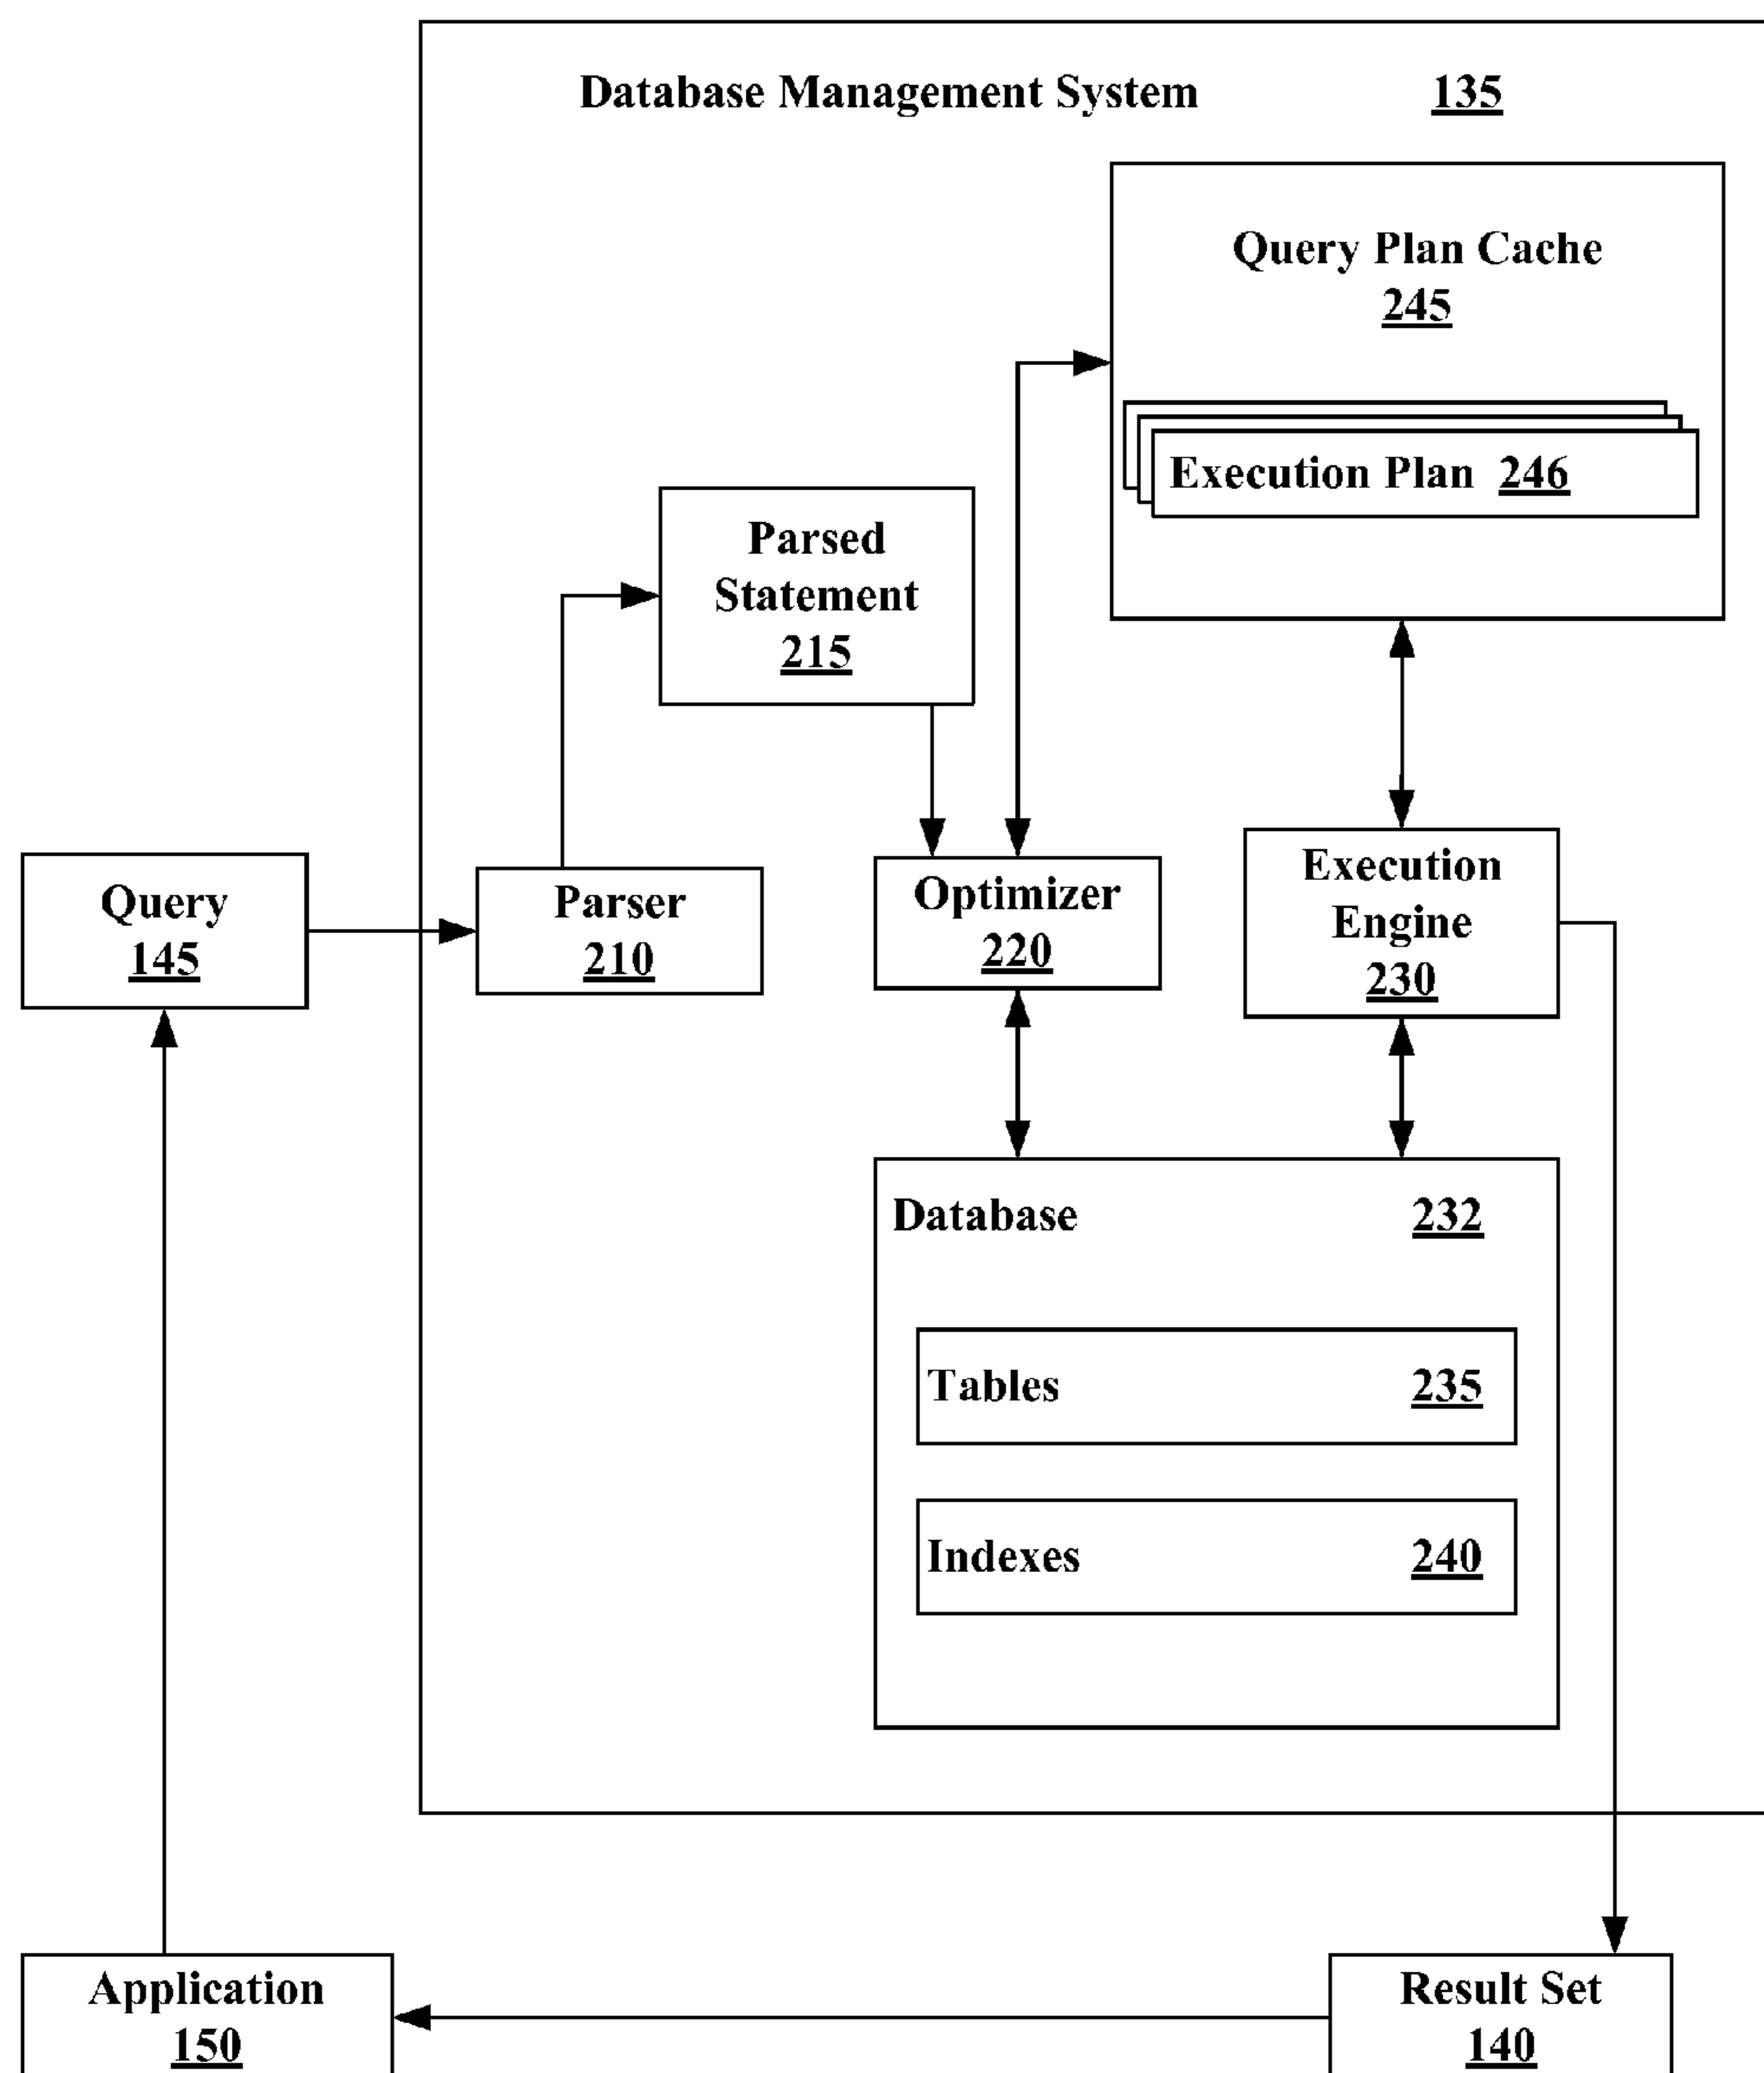 Database Management System 135
Query Plan Cache
245
Execution Plan 246
Parsed
Statement
215
Query
145
Parser
210
Optimizer
220
Execution
Engine
230
Database 232
Tables 235
Indexes 240
Application
150
Result Set
140